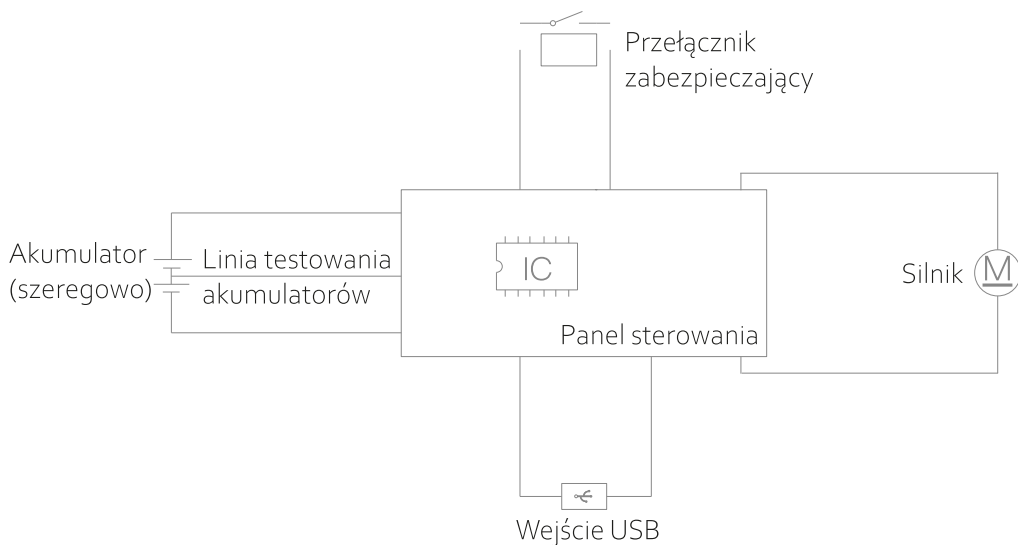 Przełącznik
zabezpieczający
Akumulator
(szeregowo)
Linia testowania
akumulatorów
IC
Silnik
M
Panel sterowania
Wejście USB